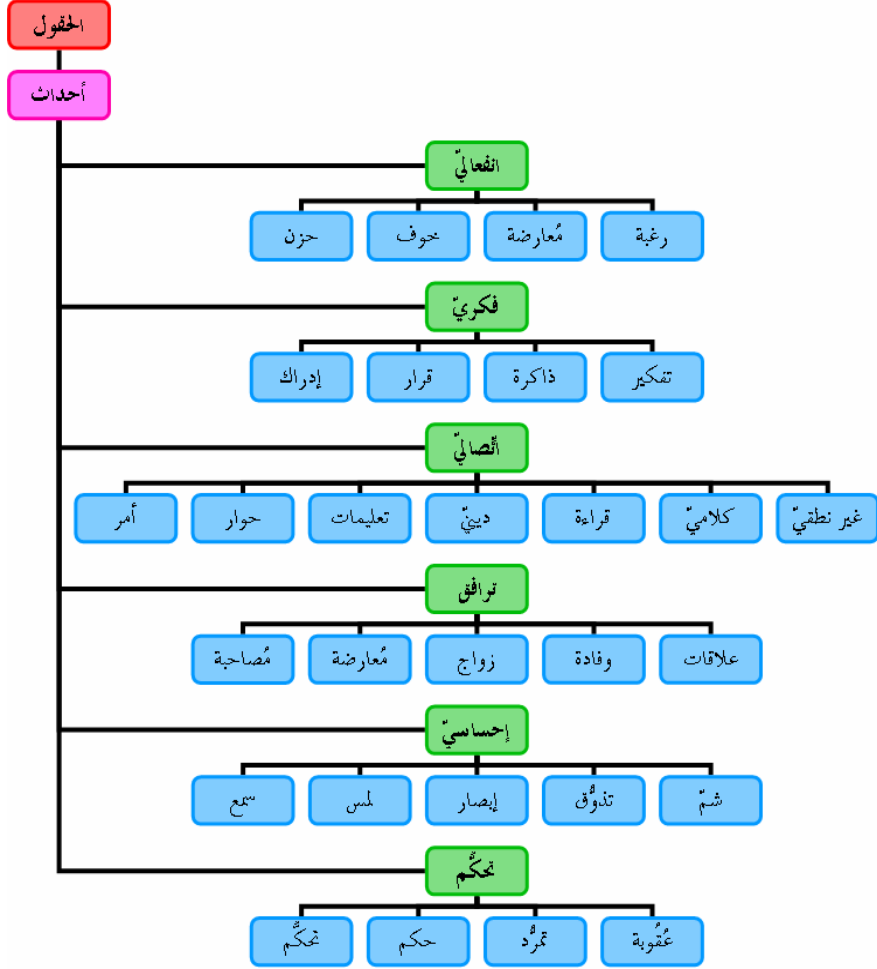 الحقول
أحداث
انفعاليّ
رغبة
مُعارضة
خوف
حزن
فكريّ
تفكير
ذاكرة
قرار
إدراك
اتّصاليّ
غير نطقيّ
كلاميّ
قراءة
دينيّ
تعليمات
حوار
أمر
ترافق
علاقات
وفادة
زواج
مُعارضة
مُصاحبة
إحساسيّ
شمّ
تذوُّق
إبصار
لمس
سمع
تحكُّم
عُقُوبة
تمرُّد
حكم
تحكُّم